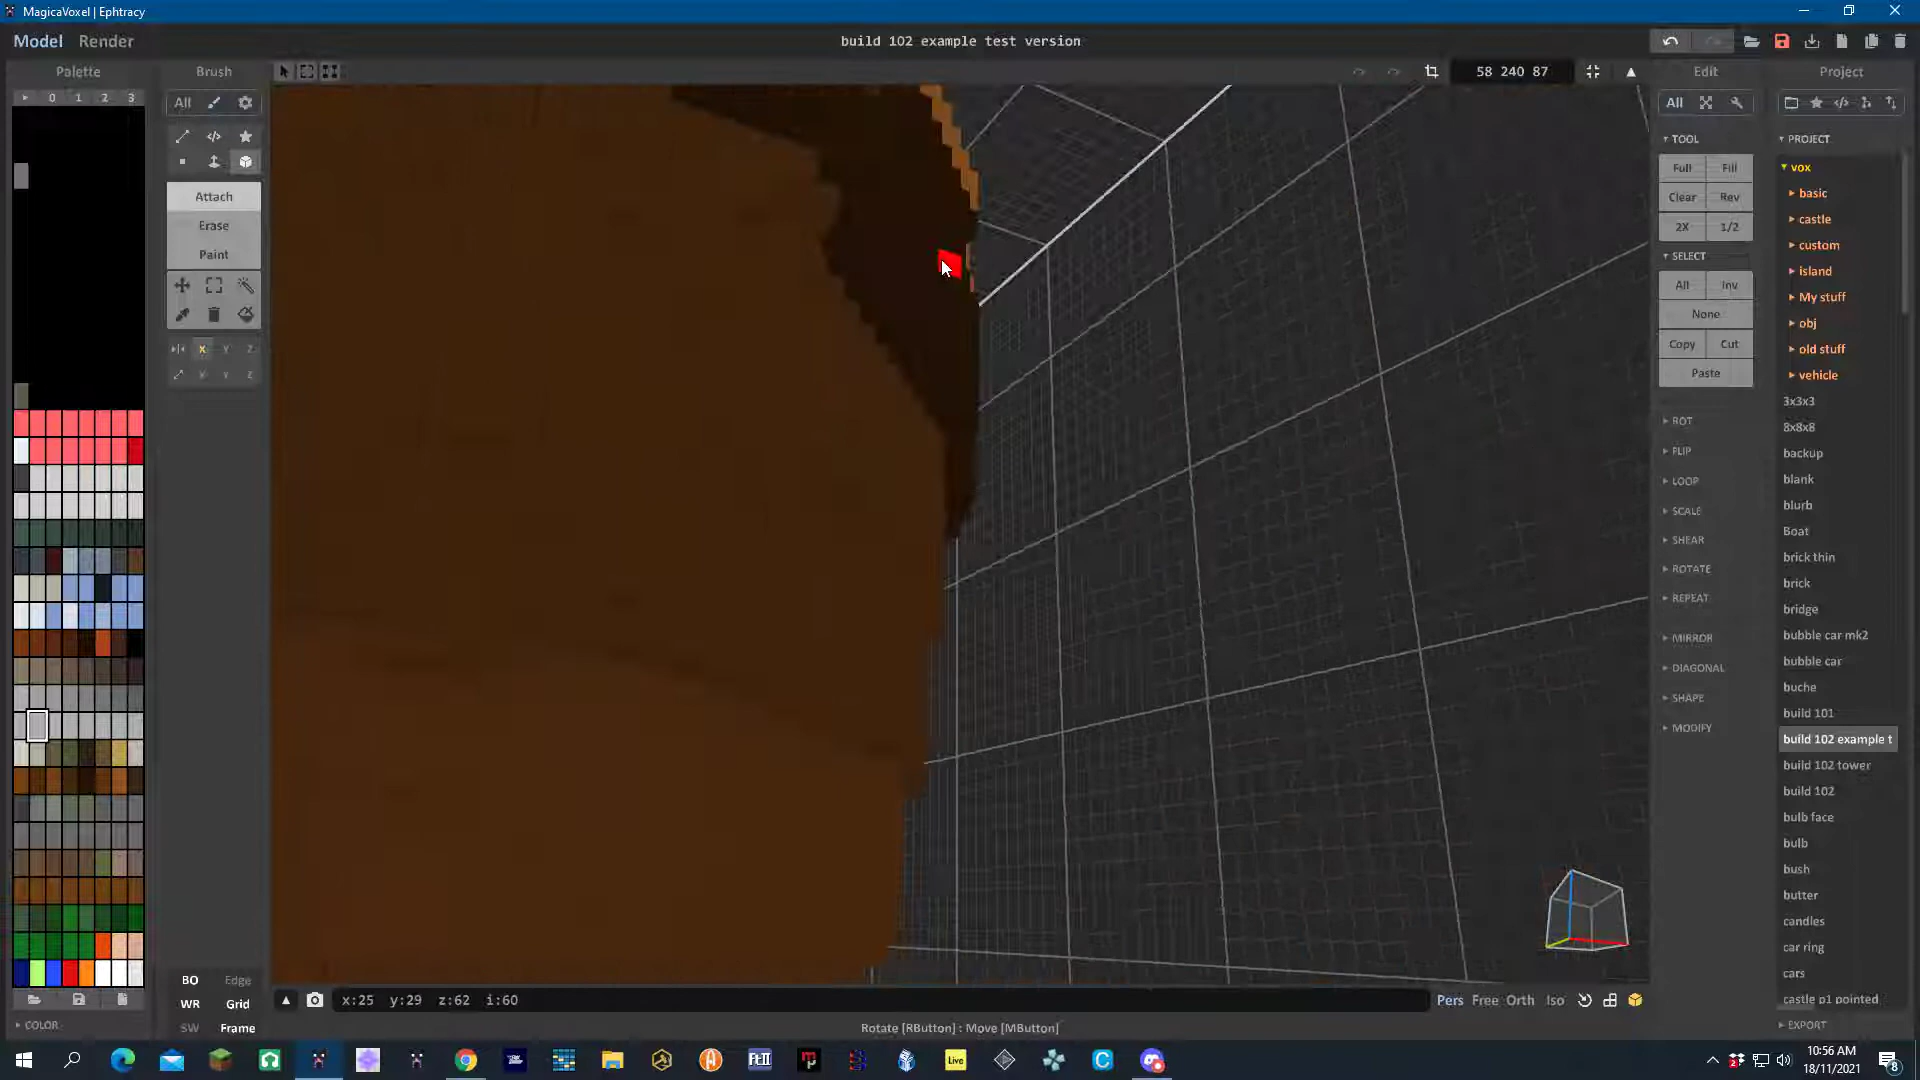 MagicaVoxel | Ephtracy
Model Render
build 102 example test version
Palette
0 1 2 3
Brush
All
Attach
Erase
Paint
X Y Z
X Y Z
58 240 87
Edit
All
TOOL
Full Fill
Clear Rev
2X 1/2
SELECT
All Inv
None
Copy Cut
Paste
ROT
FLIP
LOOP
SCALE
SHEAR
ROTATE
REPEAT
MIRROR
DIAGONAL
SHAPE
MODIFY
Project
PROJECT
vox
basic
castle
custom
island
My stuff
obj
old stuff
vehicle
3x3x3
8x8x8
backup
blank
blurb
Boat
brick thin
brick
bridge
bubble car mk2
bubble car
buche
build 101
build 102 example t
build 102 tower
build 102
bulb face
bulb
bush
butter
candles
car ring
cars
castle p1 pointed
EXPORT
COLOR
BO Edge
WR Grid
SW Frame
x:25 y:29 z:62 i:60
Pers Free Orth Iso
Rotate [RButton] : Move [MButton]
FtII
Live
10:56 AM
18/11/2021
8